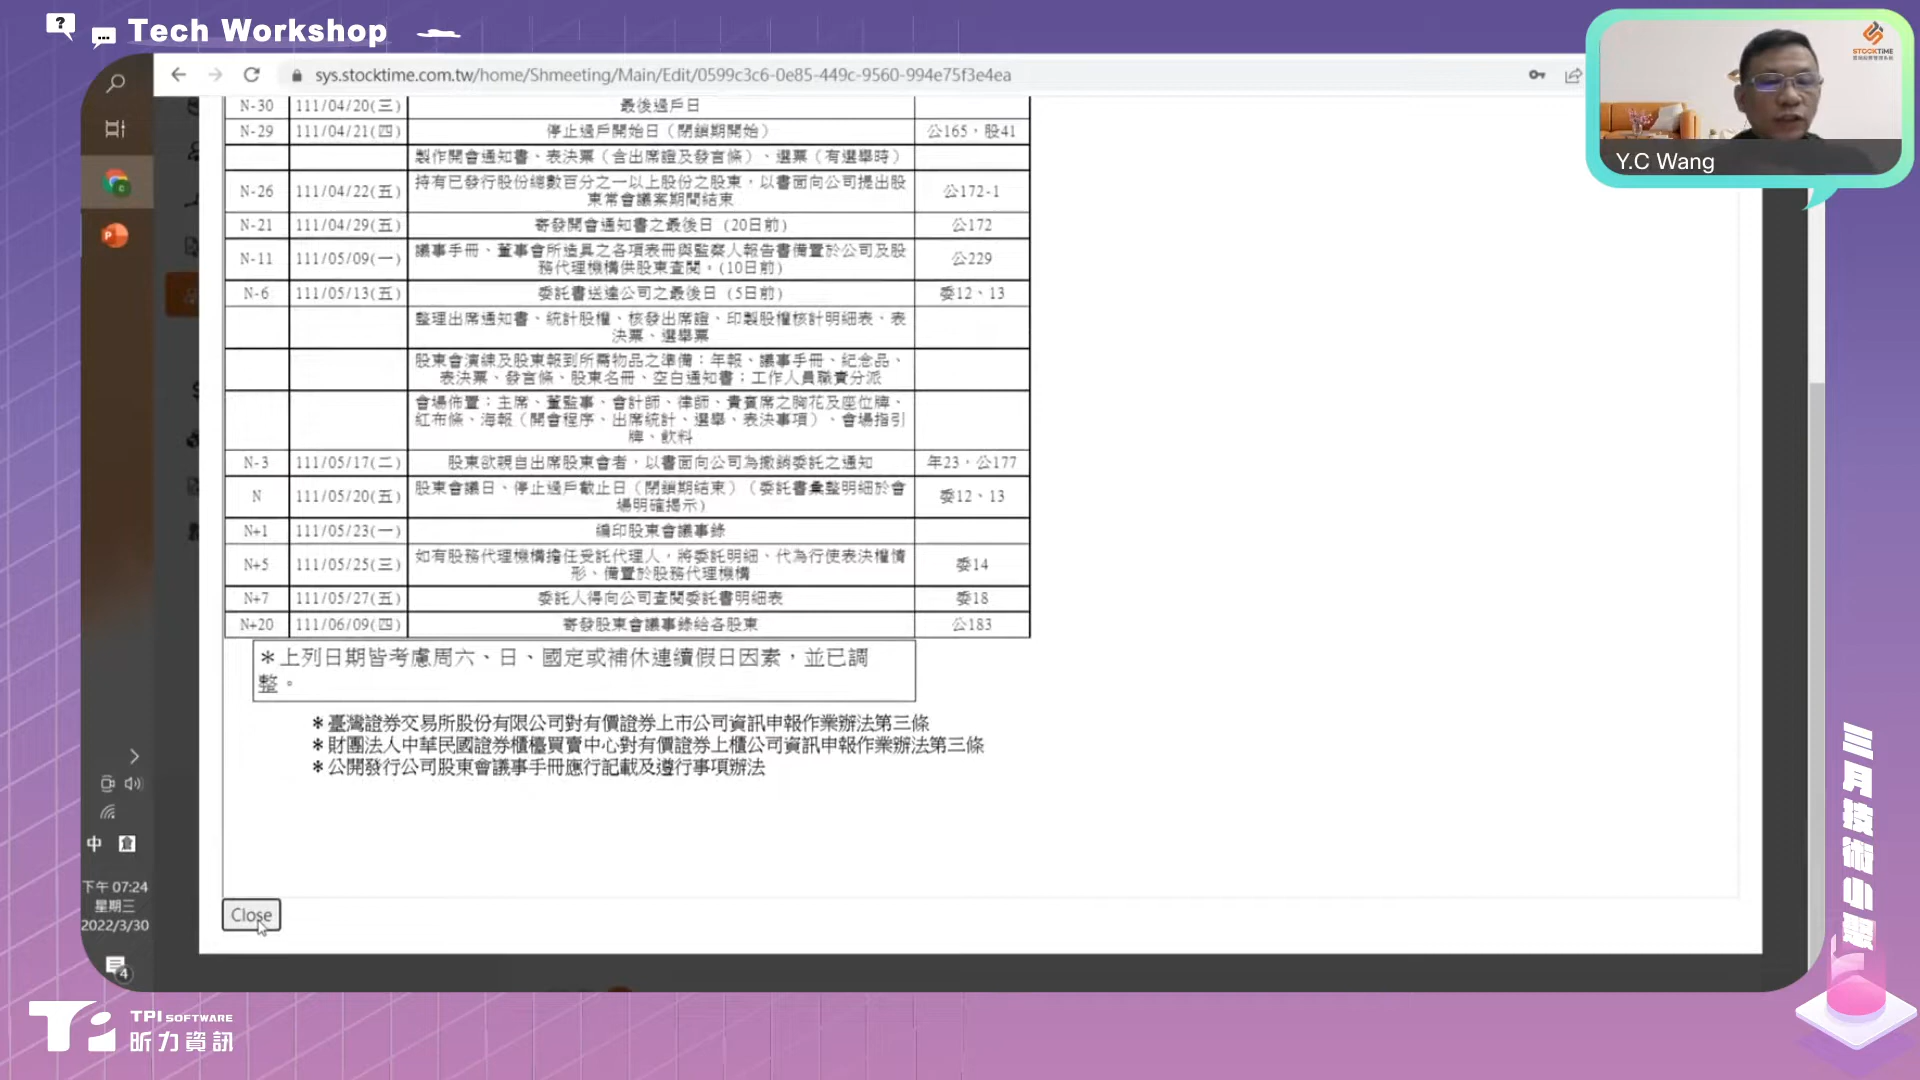 Tech Workshop
sys.stocktime.com.tw/home/Shmeeting/Main/Edit/0599c3c6-0e85-449c-9560-994e75f3e4ea
STOCKTIME
Y.C Wang
N-30 111/04/20(三) 最後過戶日
N-29 111/04/21(四) 停止過戶開始日(閉鎖期開始) 公165，股41
製作開會通知書、表決票(含出席證及發言條)、選票(有選舉時)
N-26 111/04/22(五) 持有已發行股份總數百分之一以上股份之股東，以書面向公司提出股
東常會議案期間結束 公172-1
N-21 111/04/29(五) 寄發開會通知書之最後日 (20日前) 公172
N-11 111/05/09(一) 議事手冊、董事會所造具之各項表冊與監察人報告書備置於公司及股
務代理機構供股東查閱。(10日前) 公229
N-6 111/05/13(五) 委託書送達公司之最後日 (5日前) 委12、13
整理出席通知書、統計股權、核發出席證、印製股權核計明細表、表
決票、選舉票
股東會演練及股東報到所需物品之準備：年報、議事手冊、紀念品、
表決票、發言條、股東名冊、空白通知書；工作人員職責分派
會場佈置：主席、董監事、會計師、律師、貴賓席之胸花及座位牌、
紅布條、海報(開會程序、出席統計、選舉、表決事項)、會場指引
牌、飲料
N-3 111/05/17(二) 股東欲親自出席股東會者，以書面向公司為撤銷委託之通知 年23，公177
N 111/05/20(五) 股東會議日、停止過戶截止日(閉鎖期結束)(委託書彙整明細於會
場明確揭示) 委12、13
N+1 111/05/23(一) 編印股東會議事錄
N+5 111/05/25(三) 如有股務代理機構擔任受託代理人，將委託明細、代為行使表決權情
形、備置於股務代理機構 委14
N+7 111/05/27(五) 委託人得向公司查閱委託書明細表 委18
N+20 111/06/09(四) 寄發股東會議事錄給各股東 公183
＊上列日期皆考慮周六、日、國定或補休連續假日因素，並已調
整。
＊臺灣證券交易所股份有限公司對有價證券上市公司資訊申報作業辦法第三條
＊財團法人中華民國證券櫃檯買賣中心對有價證券上櫃公司資訊申報作業辦法第三條
＊公開發行公司股東會議事手冊應行記載及遵行事項辦法
Close
中
下午 07:24
星期三
2022/3/30
4
三月技術小聚
TPI SOFTWARE
昕力資訊